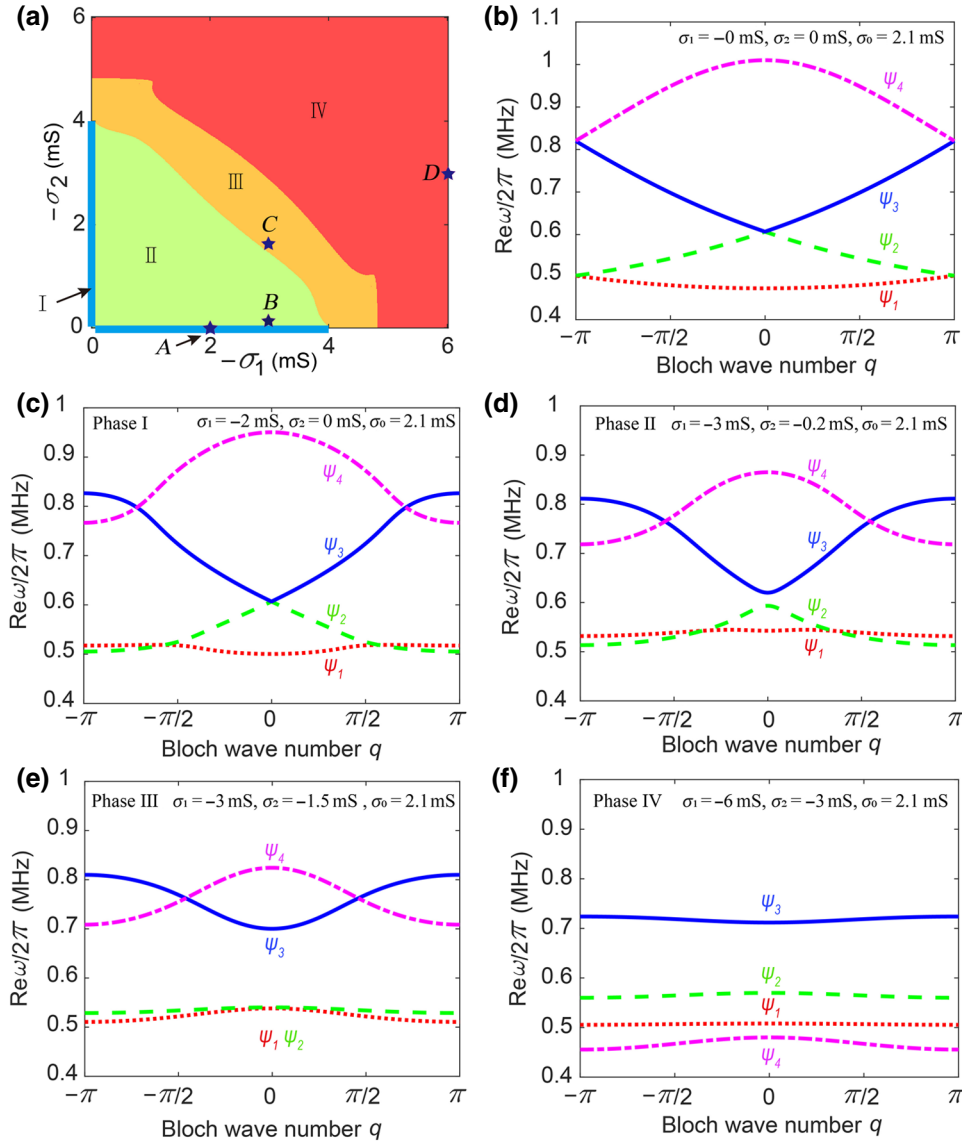 (a)
6
4
2
0
−σ2 (mS)
Ⅳ
Ⅲ
Ⅱ
Ⅰ
D
C
B
A
0
2
4
6
−σ1 (mS)
(b)
σ1 = −0 mS, σ2 = 0 mS, σ0 = 2.1 mS
1.1
1
0.9
0.8
0.7
0.6
0.5
0.4
Reω/2π (MHz)
ψ4
ψ3
ψ2
ψ1
−π
−π/2
0
π/2
π
Bloch wave number q
(c)
Phase I σ1 = −2 mS, σ2 = 0 mS, σ0 = 2.1 mS
1
0.9
0.8
0.7
0.6
0.5
0.4
Reω/2π (MHz)
ψ4
ψ3
ψ2
ψ1
−π
−π/2
0
π/2
π
Bloch wave number q
(d)
Phase II σ1 = −3 mS, σ2 = −0.2 mS, σ0 = 2.1 mS
1
0.9
0.8
0.7
0.6
0.5
0.4
Reω/2π (MHz)
ψ4
ψ3
ψ2
ψ1
−π
−π/2
0
π/2
π
Bloch wave number q
(e)
Phase III σ1 = −3 mS, σ2 = −1.5 mS , σ0 = 2.1 mS
1
0.9
0.8
0.7
0.6
0.5
0.4
Reω/2π (MHz)
ψ4
ψ3
ψ1 ψ2
−π
−π/2
0
π/2
π
Bloch wave number q
(f)
Phase IV σ1 = −6 mS, σ2 = −3 mS, σ0 = 2.1 mS
1
0.9
0.8
0.7
0.6
0.5
0.4
Reω/2π (MHz)
ψ3
ψ2
ψ1
ψ4
−π
−π/2
0
π/2
π
Bloch wave number q